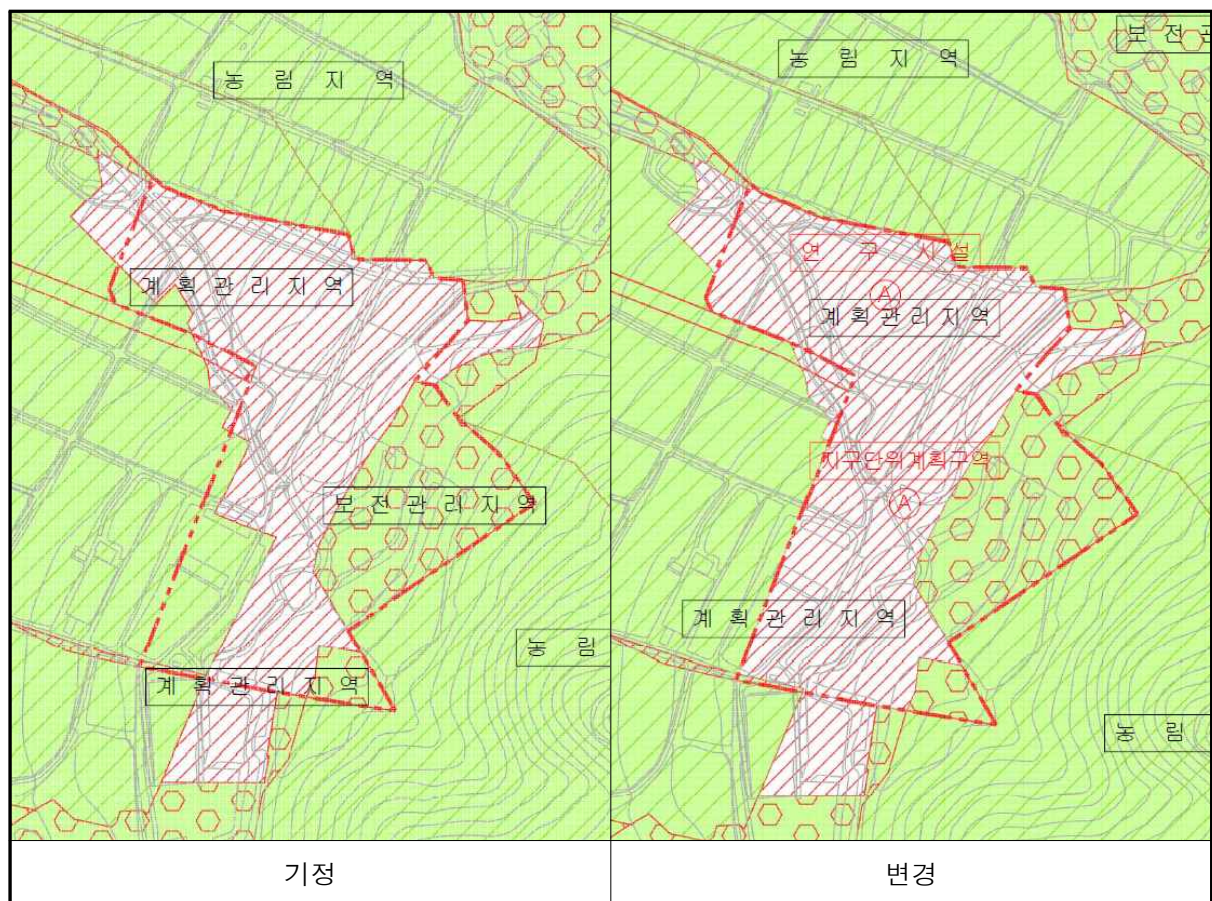 농 림 지 역
계 획 관 리 지 역
보 전 관 리 지 역
농 림
계 획 관 리 지 역
기정
보 전
농 림 지 역
연 구 시 설
A
계 획 관 리 지 역
지구단위계획구역
A
계 획 관 리 지 역
농 림
변경